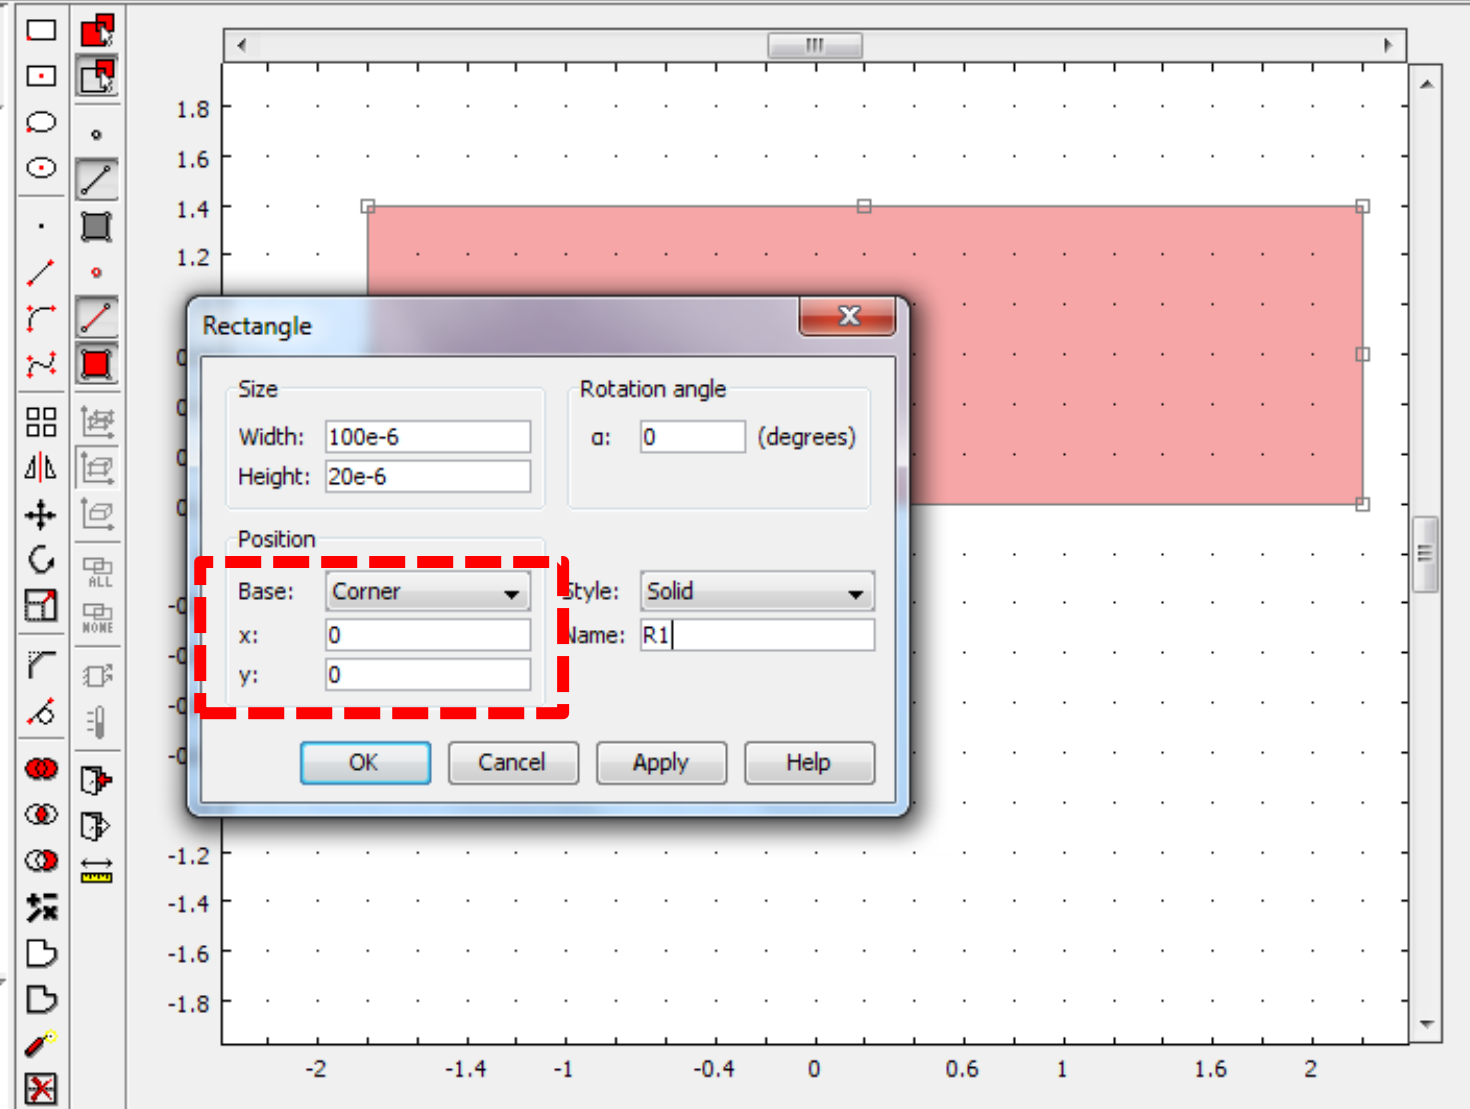 1.8
1.6
1.4
1.2
Rectangle
Size
Rotation angle
Width: 100e-6
α: 0 (degrees)
Height: 20e-6
Position
Base: Corner
Style: Solid
x: 0
Name: R1
y: 0
OK Cancel Apply Help
-1.2
-1.4
-1.6
-1.8
-2 -1.4 -1 -0.4 0 0.6 1 1.6 2
ALL
NONE